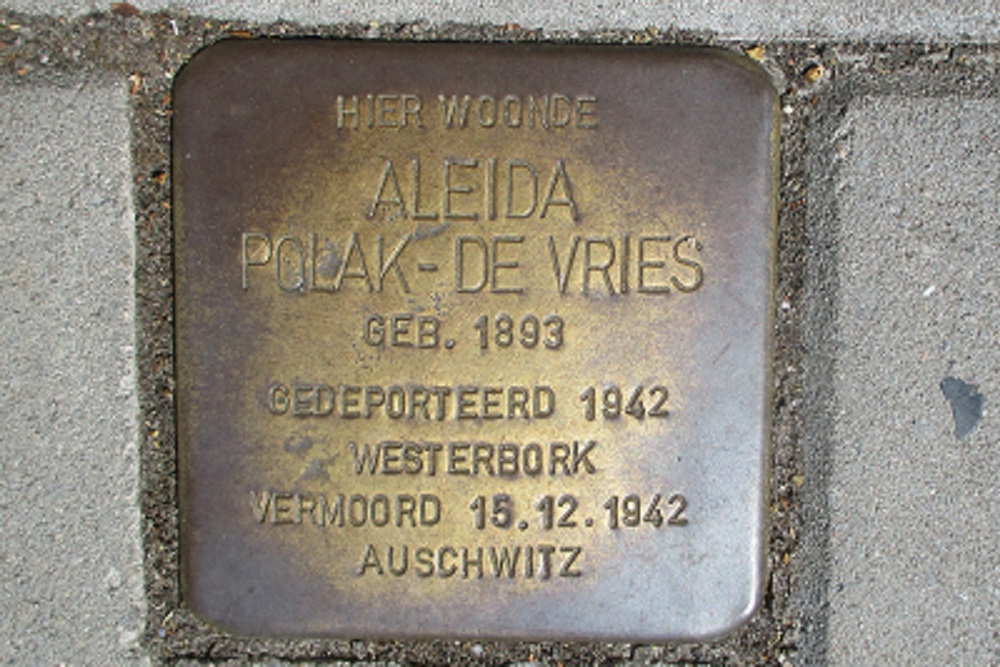 HIER WOONDE
ALEIDA
POLAK-DE VRIES
GEB. 1893
GEDEPORTEERD 1942
WESTERBORK
VERMOORD 15.12.1942
AUSCHWITZ